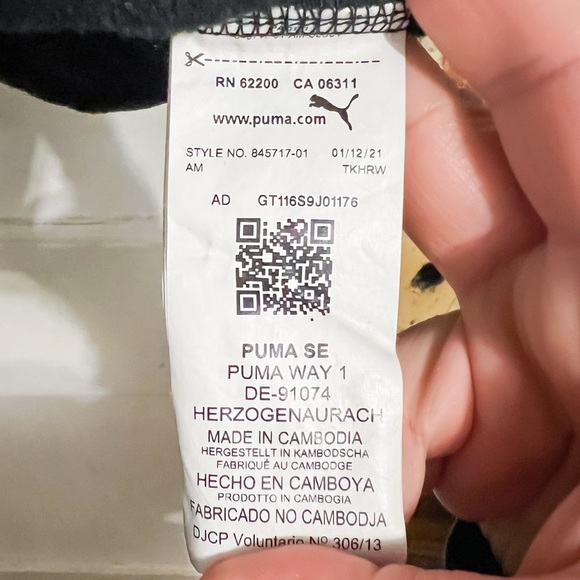 RN 62200 CA 06311
www.puma.com
STYLE NO. 845717-01 01/12/21
AM TKHRW
AD GT116S9J01176
PUMA SE
PUMA WAY 1
DE-91074
HERZOGENAURACH
MADE IN CAMBODIA
HERGESTELLT IN KAMBODSCHA
FABRIQUÉ AU CAMBODGE
HECHO EN CAMBOYA
PRODOTTO IN CAMBOGIA
FABRICADO NO CAMBODJA
DJCP Voluntario Nº 306/13